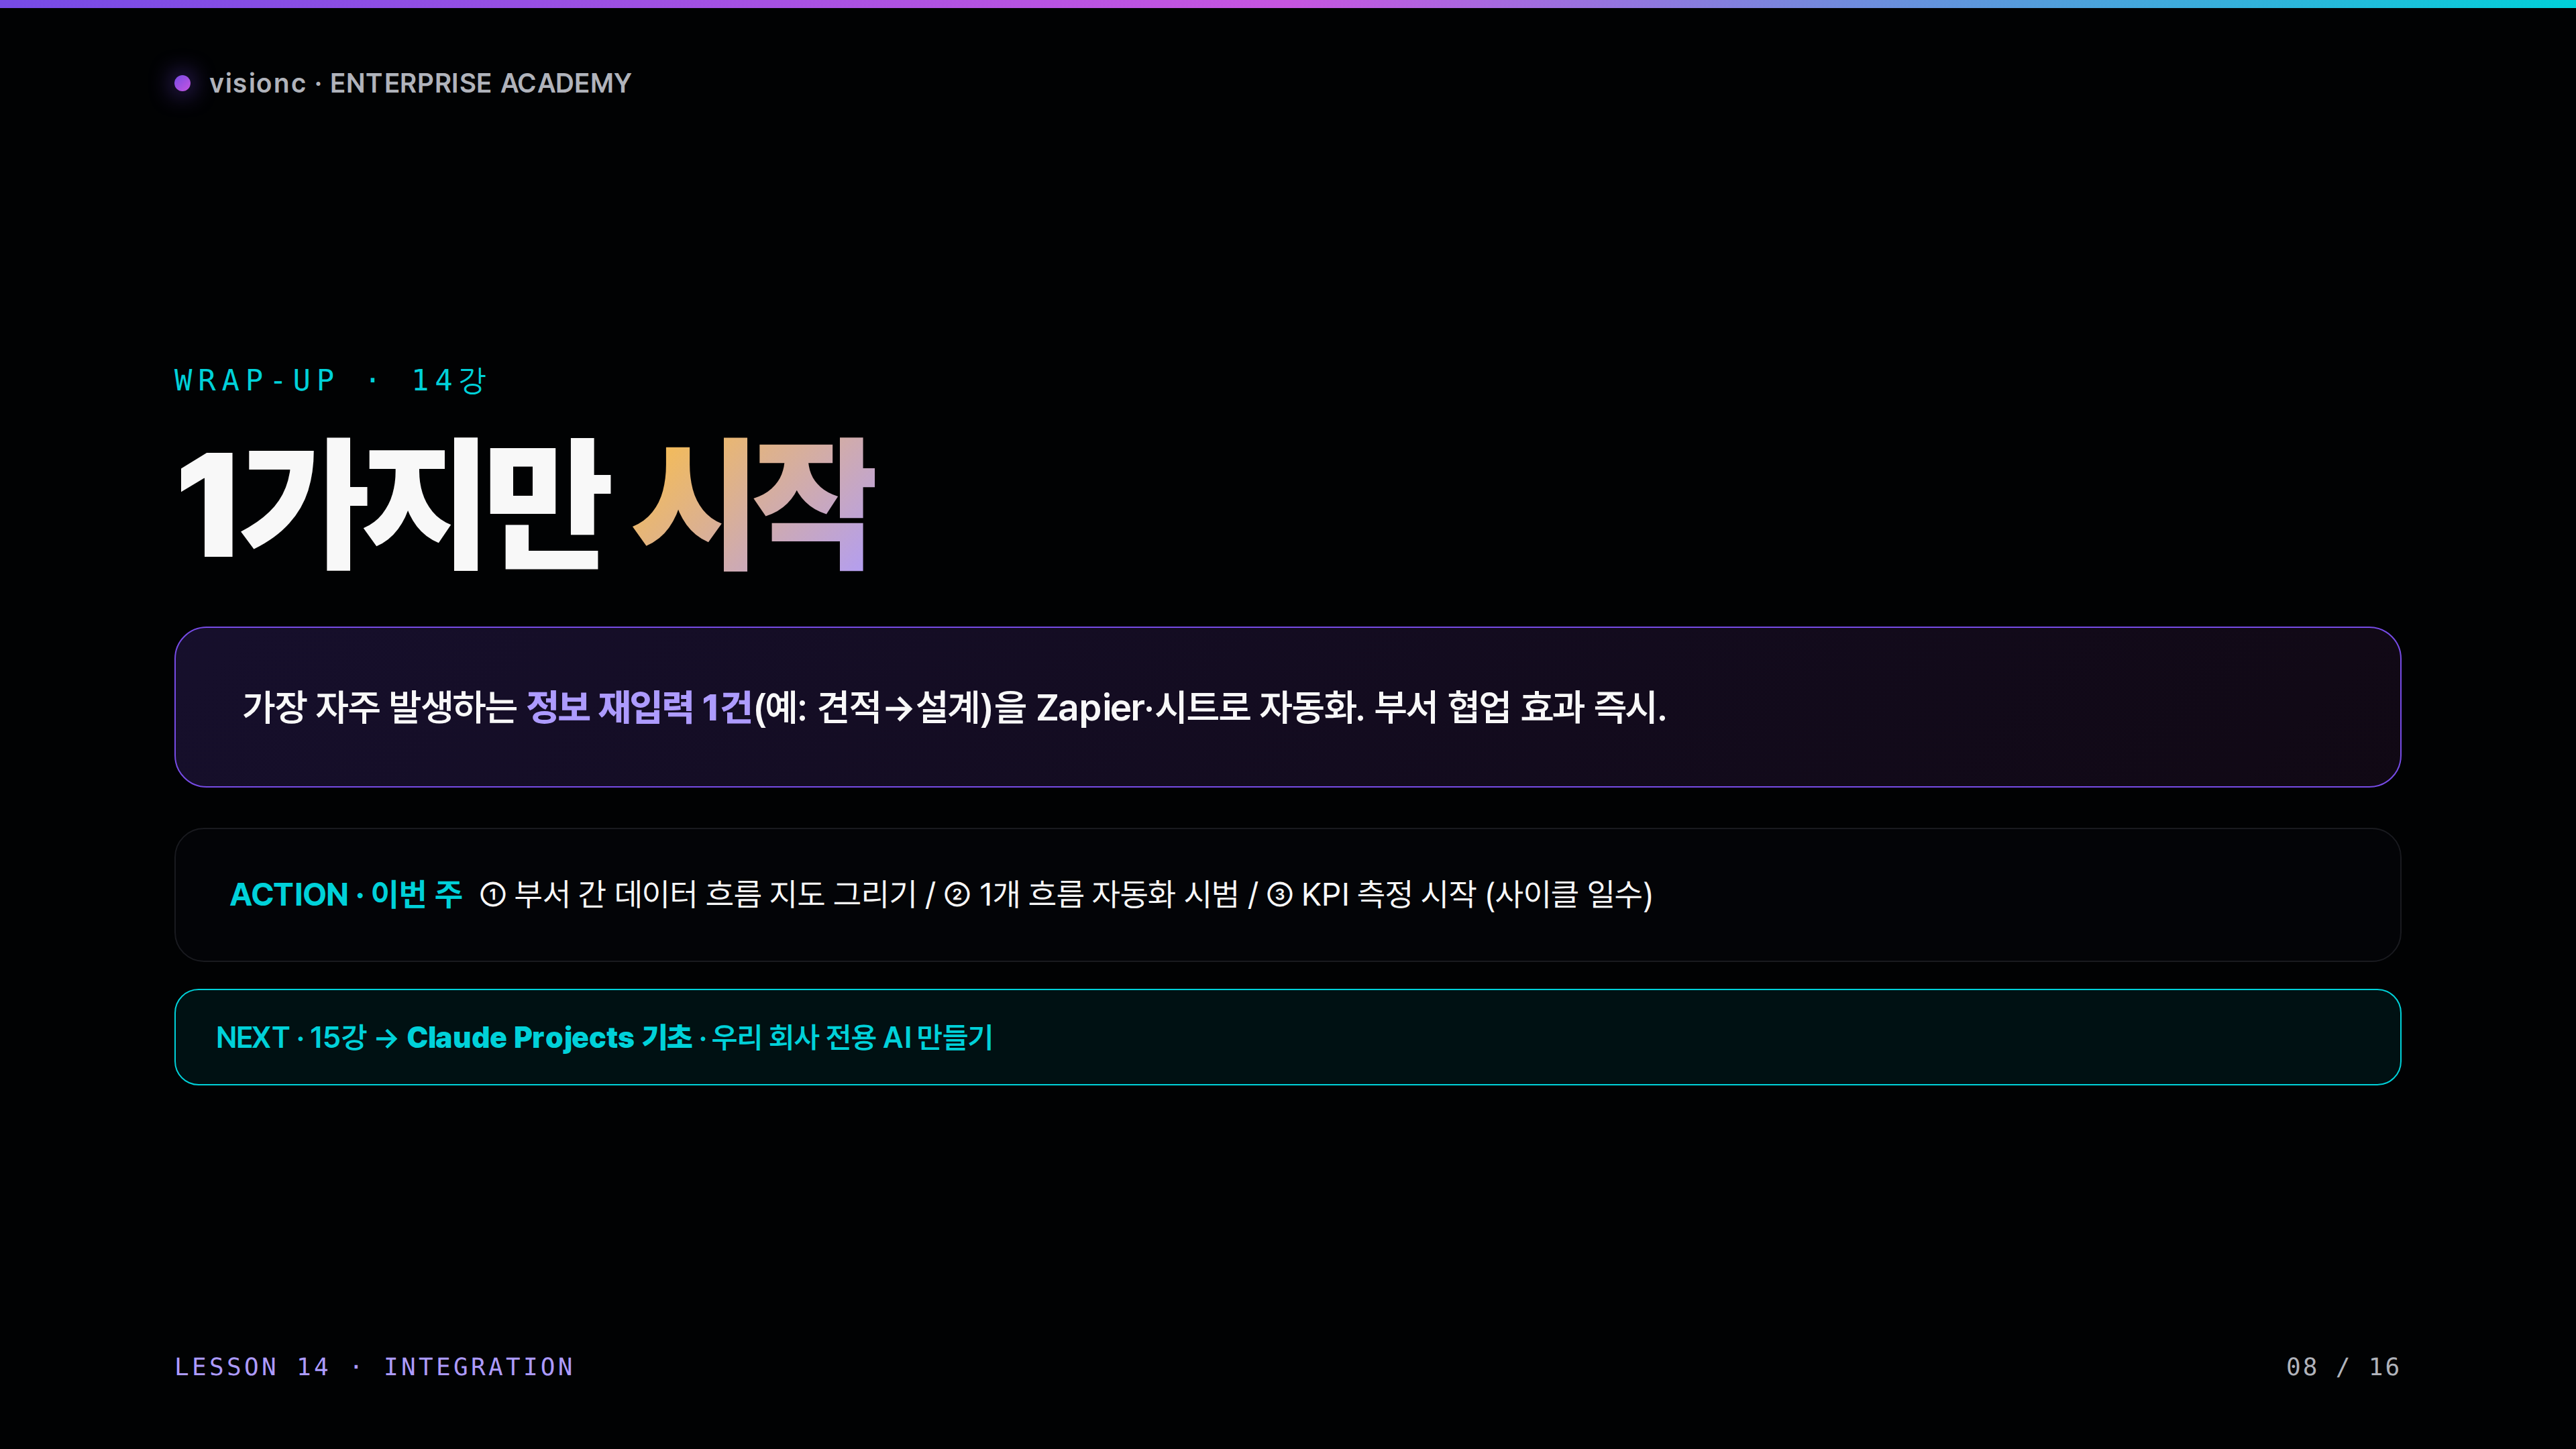 visionc · ENTERPRISE ACADEMY
WRAP-UP · 14강
1가지만 시작
가장 자주 발생하는 정보 재입력 1건(예: 견적→설계)을 Zapier·시트로 자동화. 부서 협업 효과 즉시.
ACTION · 이번 주 ① 부서 간 데이터 흐름 지도 그리기 / ② 1개 흐름 자동화 시범 / ③ KPI 측정 시작 (사이클 일수)
NEXT · 15강 → Claude Projects 기초 · 우리 회사 전용 AI 만들기
LESSON 14 · INTEGRATION
08 / 16